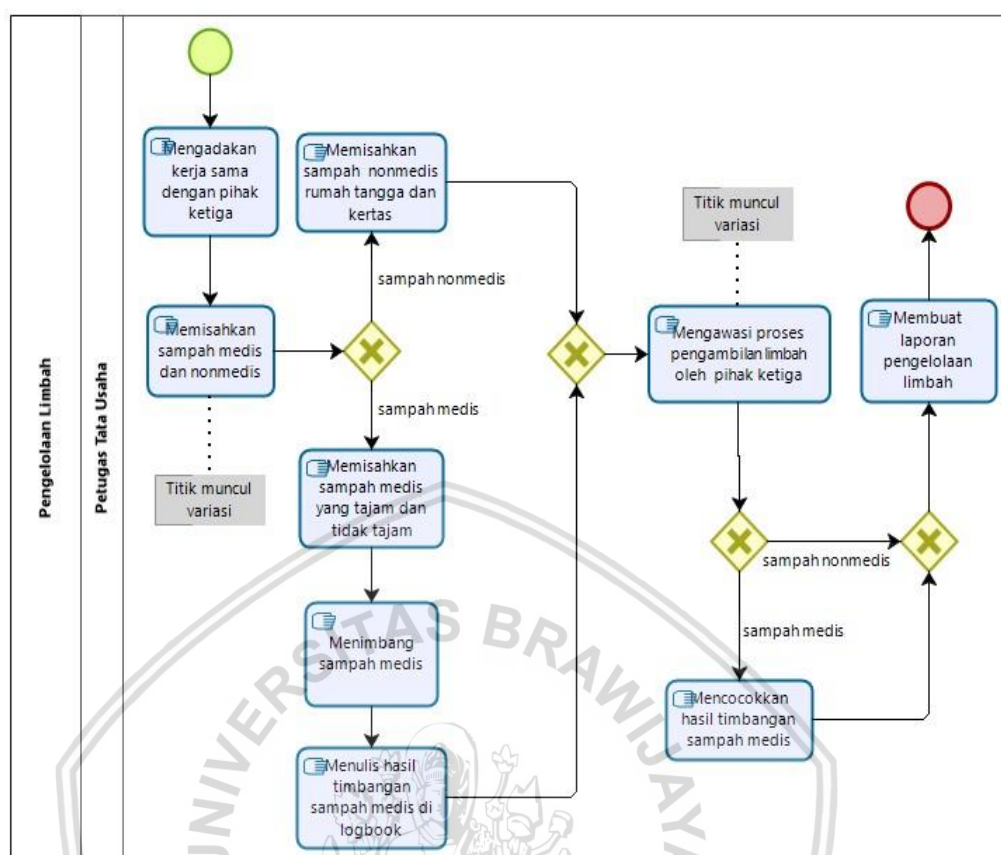 Pengelolaan Limbah
Petugas Tata Usaha
Mengadakan
kerja sama
dengan pihak
ketiga
Memisahkan
sampah nonmedis
rumah tangga dan
kertas
Titik muncul
variasi
sampah nonmedis
Memisahkan
sampah medis
dan nonmedis
Mengawasi proses
pengambilan limbah
oleh pihak ketiga
Membuat
laporan
pengelolaan
limbah
sampah medis
Titik muncul
variasi
Memisahkan
sampah medis
yang tajam dan
tidak tajam
sampah nonmedis
Menimbang
sampah medis
sampah medis
Mencocokkan
hasil timbangan
sampah medis
Menulis hasil
timbangan
sampah medis di
logbook
UNIVERSITAS BRAWIJAYA